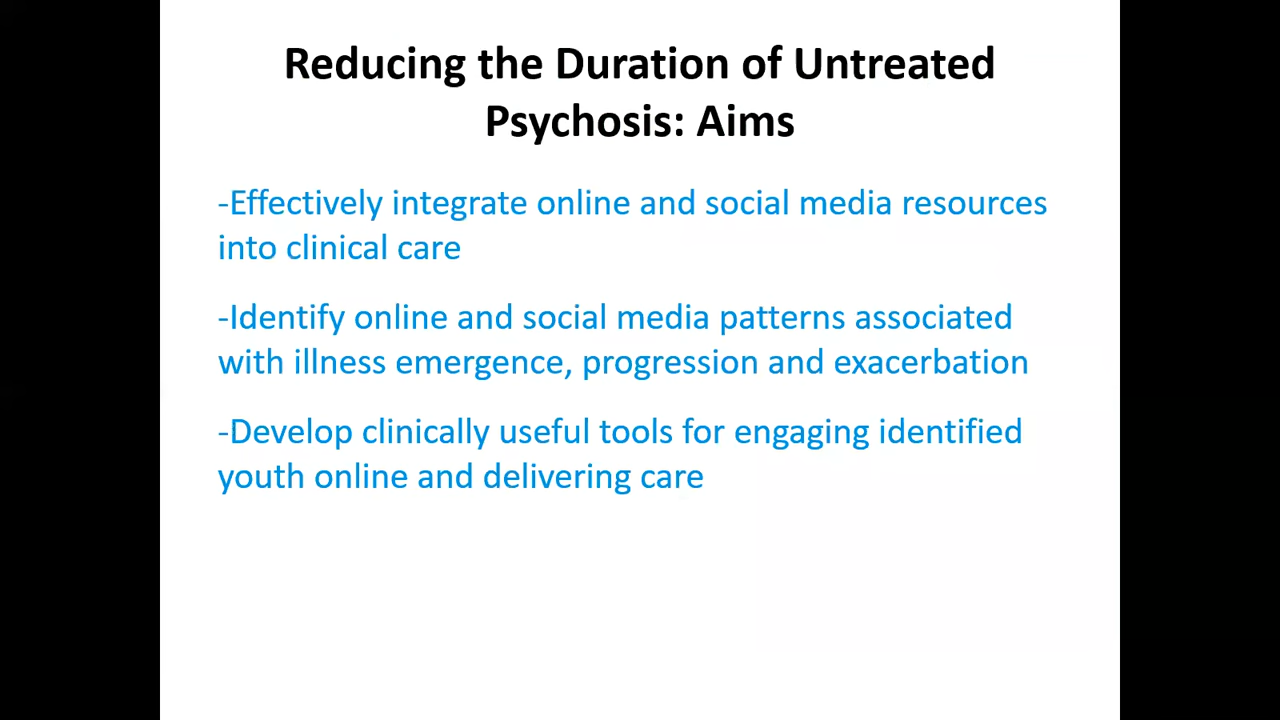 Reducing the Duration of Untreated
Psychosis: Aims
-Effectively integrate online and social media resources
into clinical care
-Identify online and social media patterns associated
with illness emergence, progression and exacerbation
-Develop clinically useful tools for engaging identified
youth online and delivering care